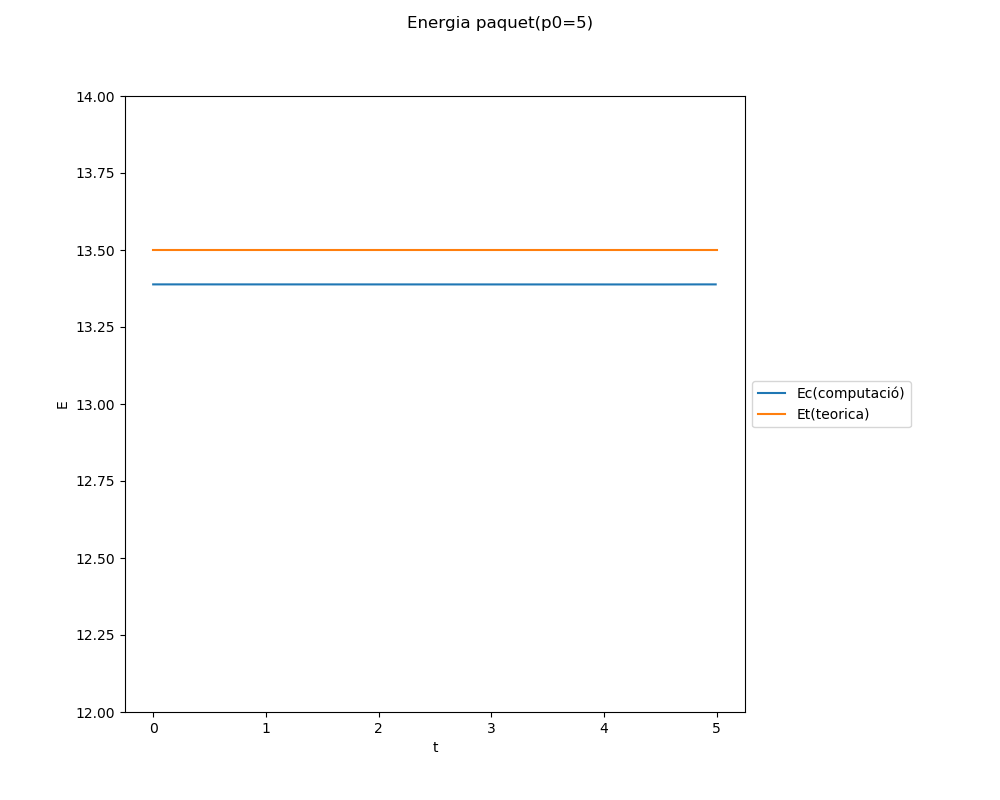 Energia paquet(p0=5)
14.00
13.75
13.50
13.25
13.00
12.75
12.50
12.25
12.00
E
0 1 2 3 4 5
t
Ec(computació)
Et(teorica)